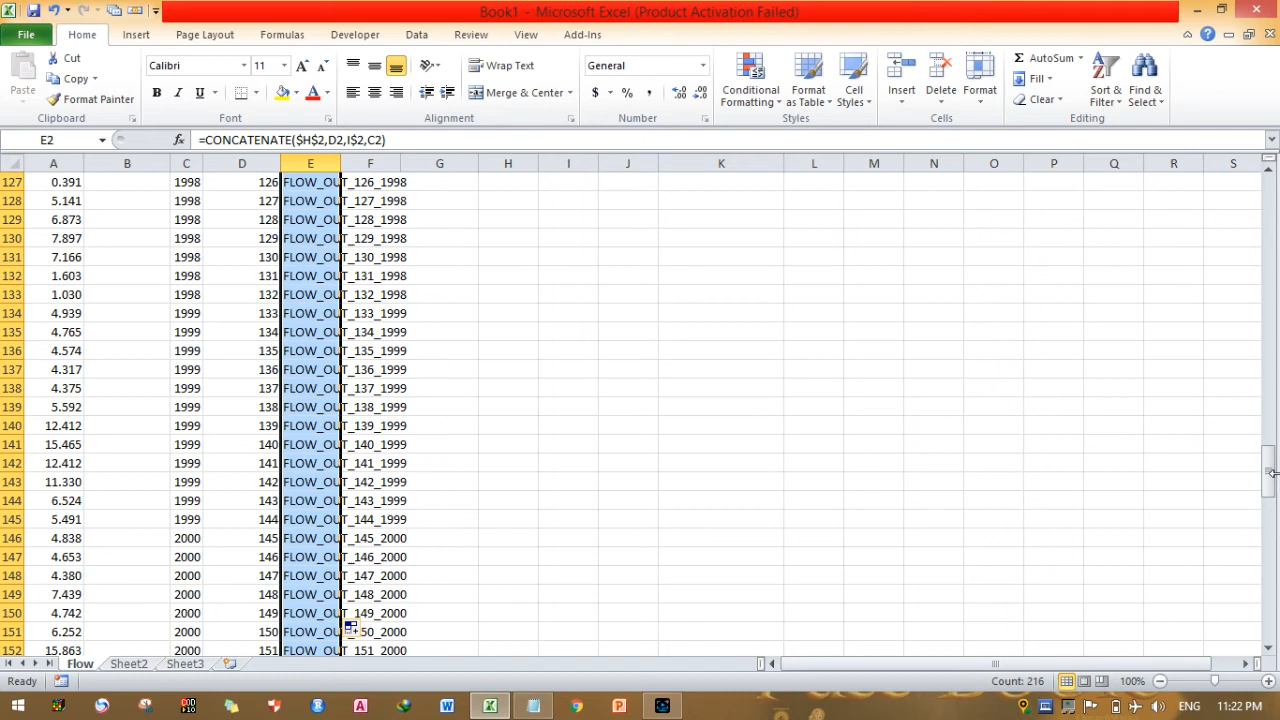 Book1 - Microsoft Excel (Product Activation Failed)
File Home Insert Page Layout Formulas Data Developer Review View Add-Ins
Cut
Copy
Format Painter
Paste
Clipboard
Calibri 11
B I U
Font
Wrap Text
Merge & Center
Alignment
General
$ % ,
Number
Conditional Formatting
Format as Table
Cell Styles
Styles
Insert Delete Format
Cells
AutoSum
Fill
Clear
Sort & Filter
Find & Select
Editing
E2 fx =CONCATENATE($H$2,D2,I$2,C2)
A B C D E F G H I J K L M N O P Q R S
127 0.391 1998 126 FLOW_OUT_126_1998
128 5.141 1998 127 FLOW_OUT_127_1998
129 6.873 1998 128 FLOW_OUT_128_1998
130 7.897 1998 129 FLOW_OUT_129_1998
131 7.166 1998 130 FLOW_OUT_130_1998
132 1.603 1998 131 FLOW_OUT_131_1998
133 1.030 1998 132 FLOW_OUT_132_1998
134 4.939 1999 133 FLOW_OUT_133_1999
135 4.765 1999 134 FLOW_OUT_134_1999
136 4.574 1999 135 FLOW_OUT_135_1999
137 4.317 1999 136 FLOW_OUT_136_1999
138 4.375 1999 137 FLOW_OUT_137_1999
139 5.592 1999 138 FLOW_OUT_138_1999
140 12.412 1999 139 FLOW_OUT_139_1999
141 15.465 1999 140 FLOW_OUT_140_1999
142 12.412 1999 141 FLOW_OUT_141_1999
143 11.330 1999 142 FLOW_OUT_142_1999
144 6.524 1999 143 FLOW_OUT_143_1999
145 5.491 1999 144 FLOW_OUT_144_1999
146 4.838 2000 145 FLOW_OUT_145_2000
147 4.653 2000 146 FLOW_OUT_146_2000
148 4.380 2000 147 FLOW_OUT_147_2000
149 7.439 2000 148 FLOW_OUT_148_2000
150 4.742 2000 149 FLOW_OUT_149_2000
151 6.252 2000 150 FLOW_OU 50_2000
152 15.863 2000 151 FLOW_OUT_151_2000
Flow Sheet2 Sheet3
Ready Count: 216 100%
ENG 11:22 PM